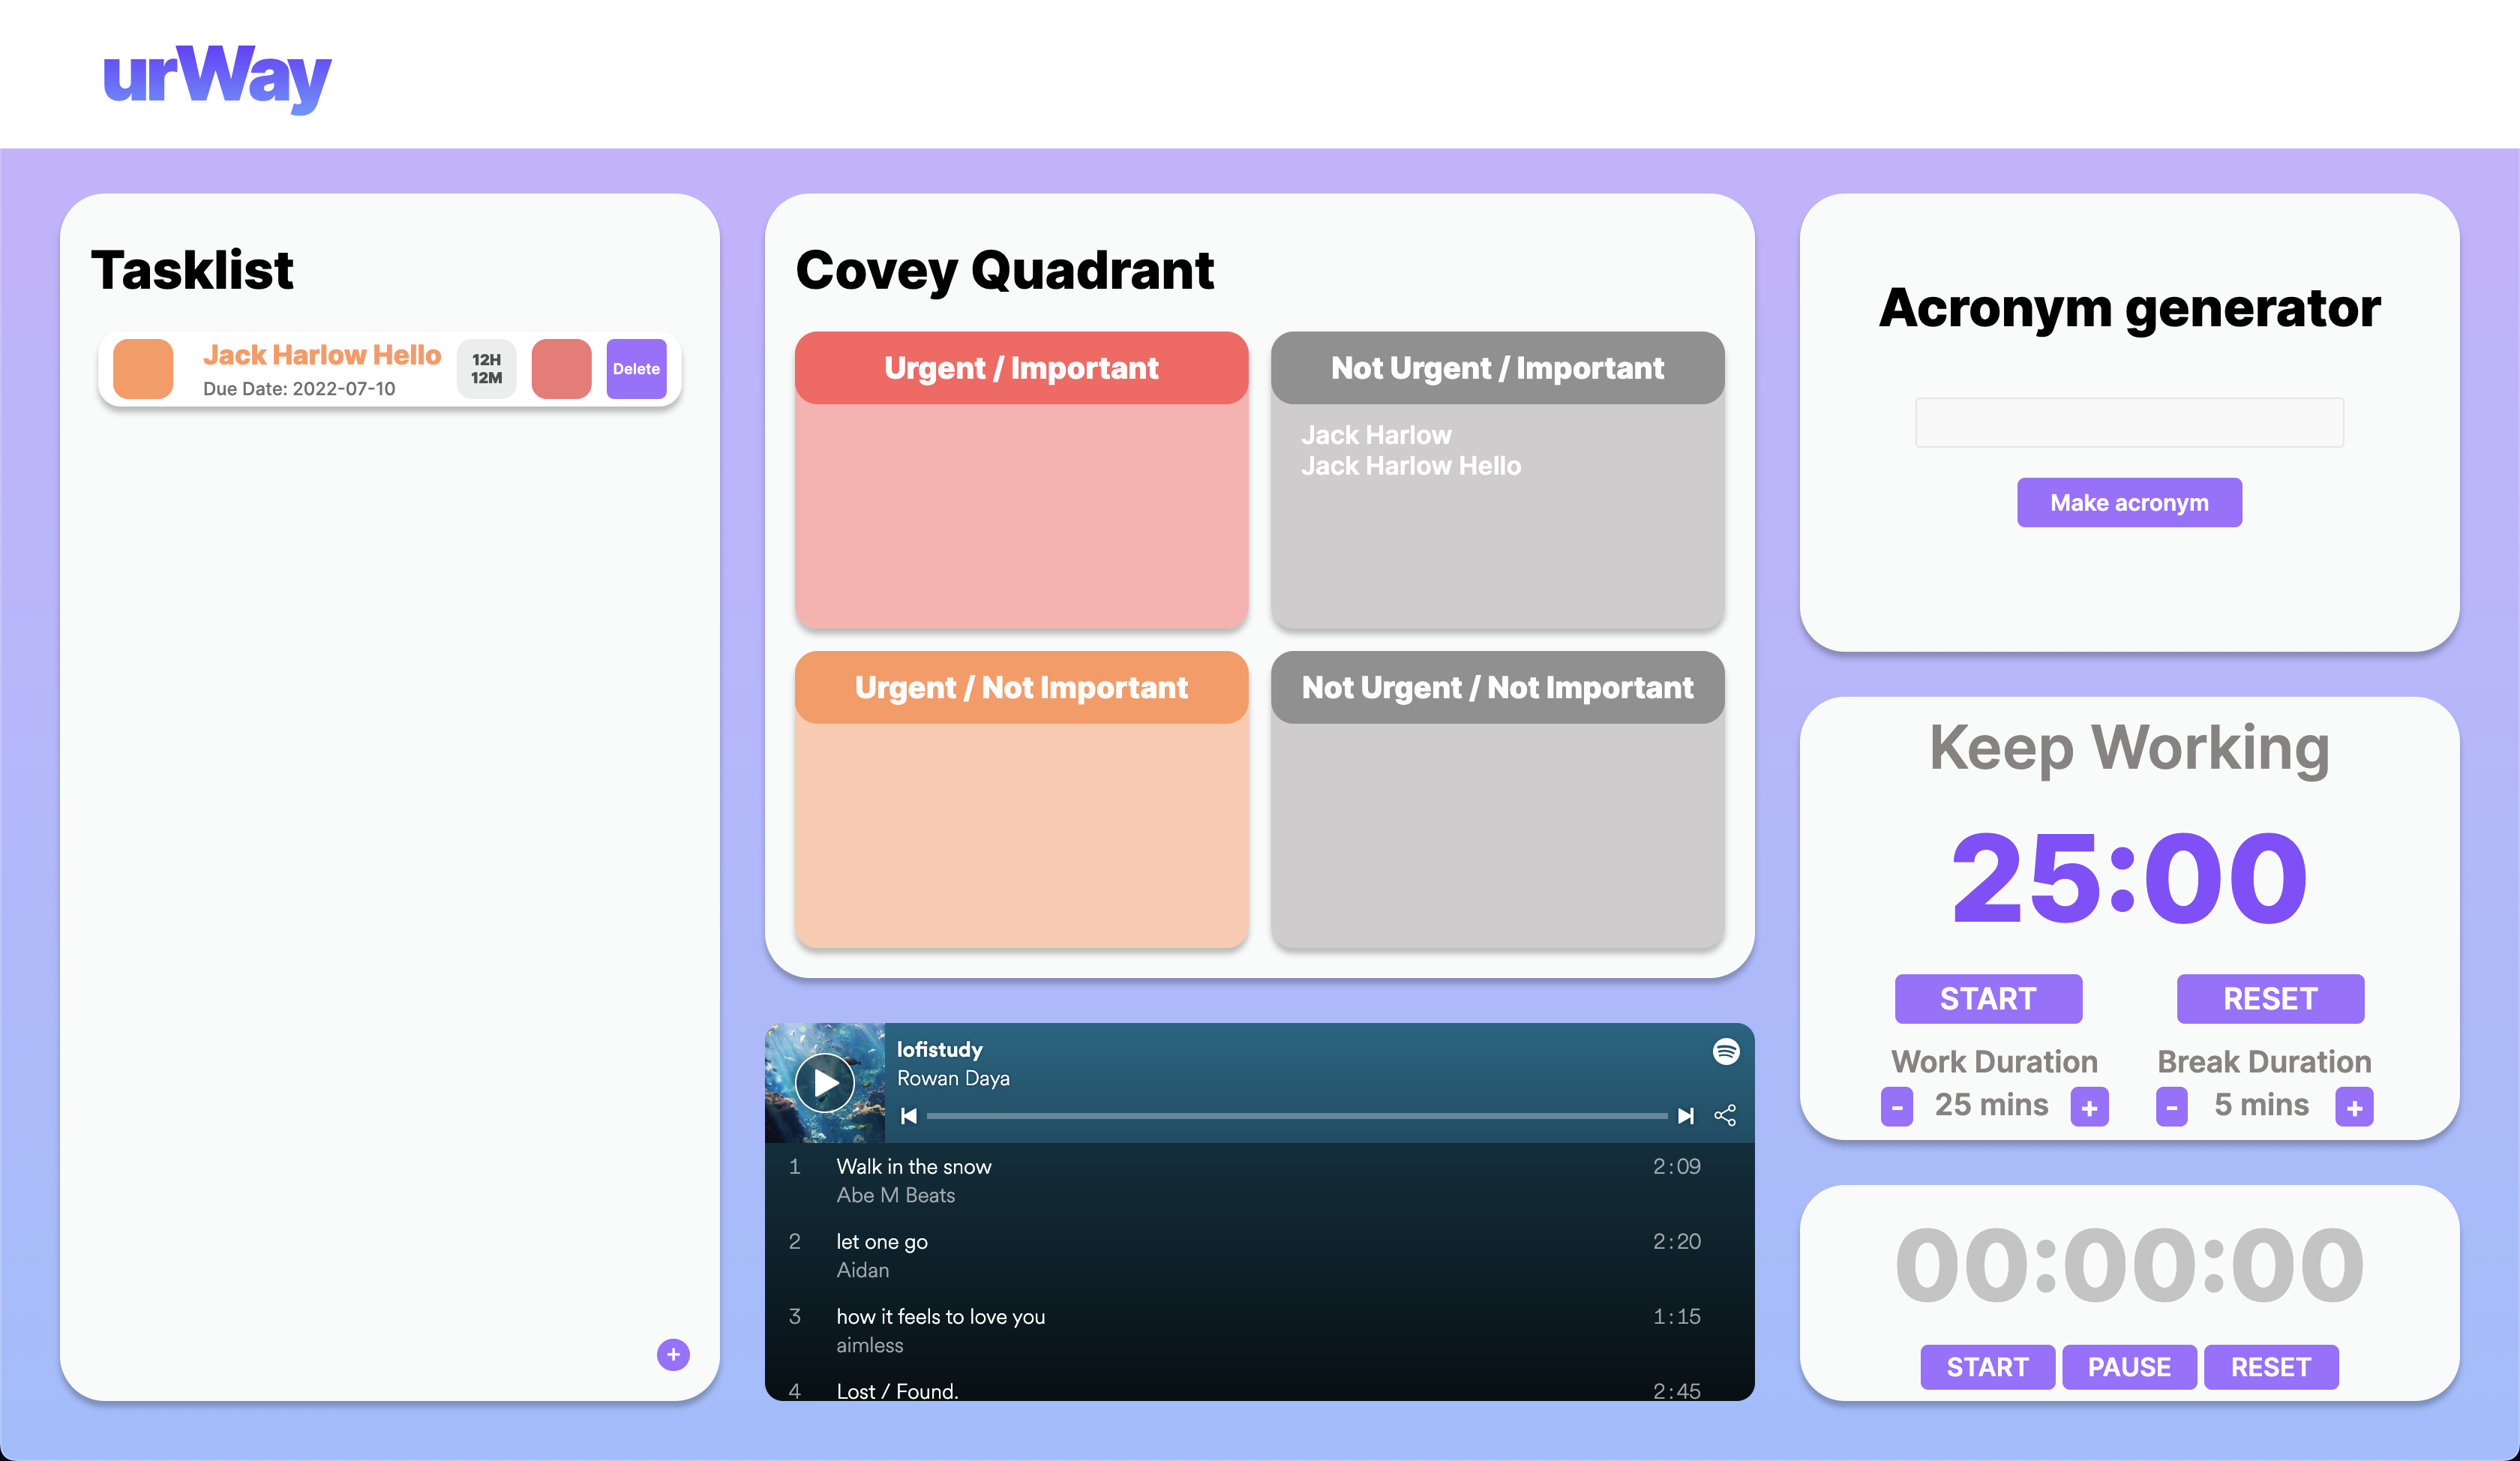 urWay
Tasklist
Jack Harlow Hello
Due Date: 2022-07-10
12H
12M
Delete
+
Covey Quadrant
Urgent / Important
Not Urgent / Important
Jack Harlow
Jack Harlow Hello
Urgent / Not Important
Not Urgent / Not Important
lofistudy
Rowan Daya
1 Walk in the snow 2:09
Abe M Beats
2 let one go 2:20
Aidan
3 how it feels to love you 1:15
aimless
4 Lost / Found. 2:45
Acronym generator
Make acronym
Keep Working
25:00
START RESET
Work Duration Break Duration
- 25 mins + - 5 mins +
00:00:00
START PAUSE RESET